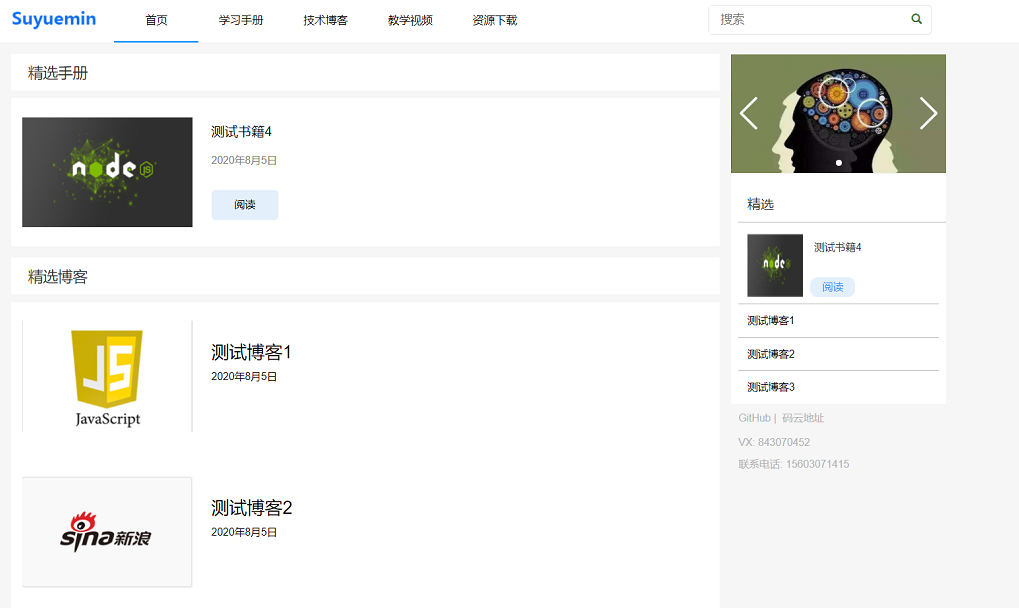 Suyuemin 首页 学习手册 技术博客 教学视频 资源下载 搜索
精选手册
node JS
测试书籍4
2020年8月5日
阅读
精选博客
JS
JavaScript
测试博客1
2020年8月5日
sina新浪
测试博客2
2020年8月5日
精选
node
测试书籍4
阅读
测试博客1
测试博客2
测试博客3
GitHub | 码云地址
VX: 843070452
联系电话: 15603071415